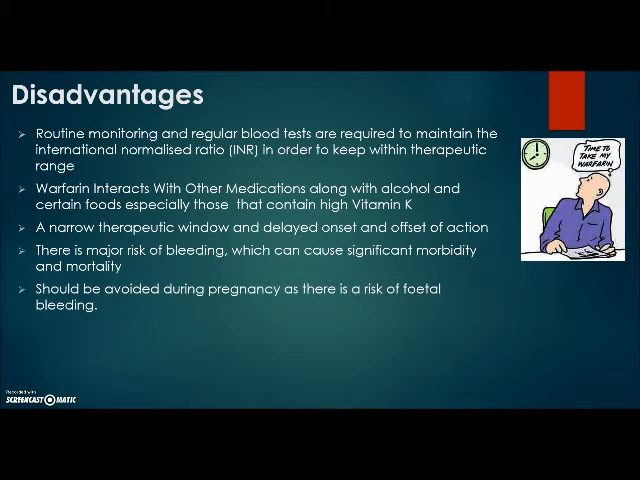 Disadvantages
Routine monitoring and regular blood tests are required to maintain the
international normalised ratio (INR) in order to keep within therapeutic
range
Warfarin Interacts With Other Medications along with alcohol and
certain foods especially those that contain high Vitamin K
A narrow therapeutic window and delayed onset and offset of action
There is major risk of bleeding, which can cause significant morbidity
and mortality
Should be avoided during pregnancy as there is a risk of foetal
bleeding.
TIME TO
TAKE MY
WARFARIN
Recorded with
SCREENCAST MATIC